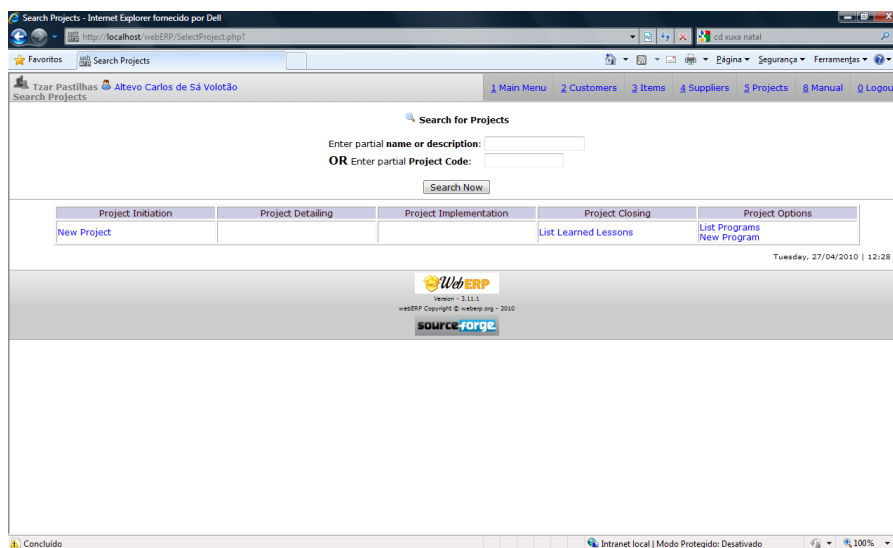 Search Projects - Internet Explorer fornecido por Dell
http://localhost/webERP/SelectProject.php?
cd xuxa natal
Favoritos Search Projects Página Segurança Ferramentas
Tzar Pastilhas Altevo Carlos de Sá Volotão 1 Main Menu 2 Customers 3 Items 4 Suppliers 5 Projects 8 Manual 0 Logou
Search Projects
Search for Projects
Enter partial name or description:
OR Enter partial Project Code:
Search Now
Project Initiation Project Detailing Project Implementation Project Closing Project Options
New Project List Learned Lessons List Programs
New Program
Tuesday, 27/04/2010 | 12:28
WebERP
Version - 3.11.1
webERP Copyright © weberp.org - 2010
sourceforge
Concluído Intranet local | Modo Protegido: Desativado 100%